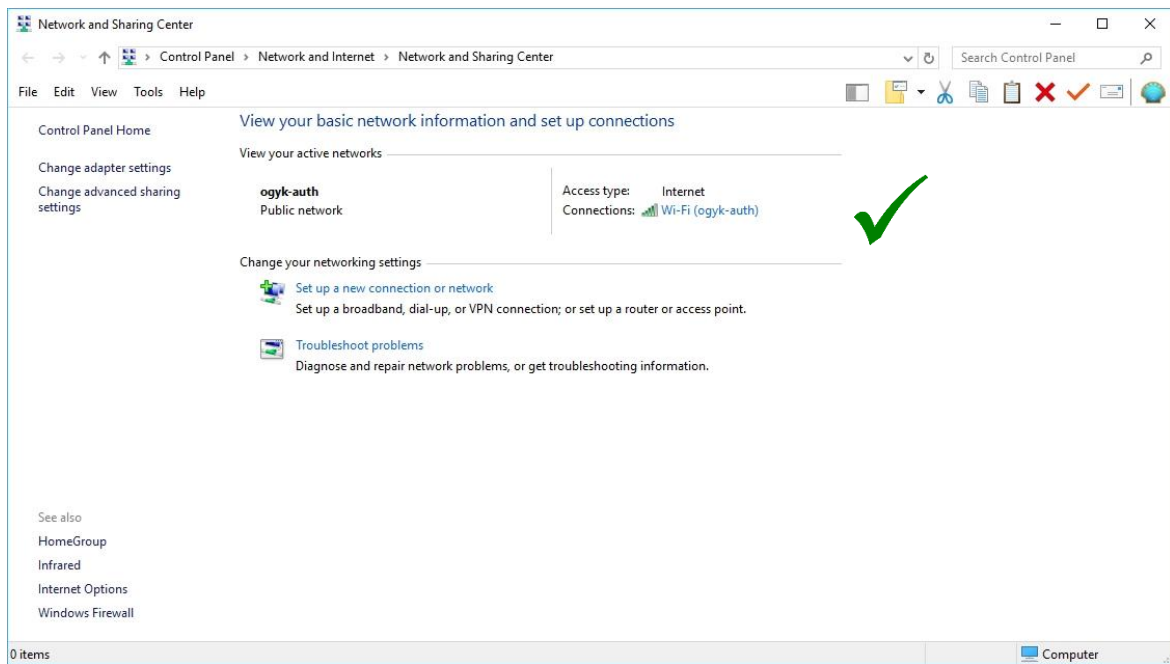 Network and Sharing Center
Control Panel > Network and Internet > Network and Sharing Center
Search Control Panel
File Edit View Tools Help
Control Panel Home
Change adapter settings
Change advanced sharing
settings
View your basic network information and set up connections
View your active networks
ogyk-auth
Public network
Access type: Internet
Connections: Wi-Fi (ogyk-auth)
Change your networking settings
Set up a new connection or network
Set up a broadband, dial-up, or VPN connection; or set up a router or access point.
Troubleshoot problems
Diagnose and repair network problems, or get troubleshooting information.
See also
HomeGroup
Infrared
Internet Options
Windows Firewall
0 items
Computer